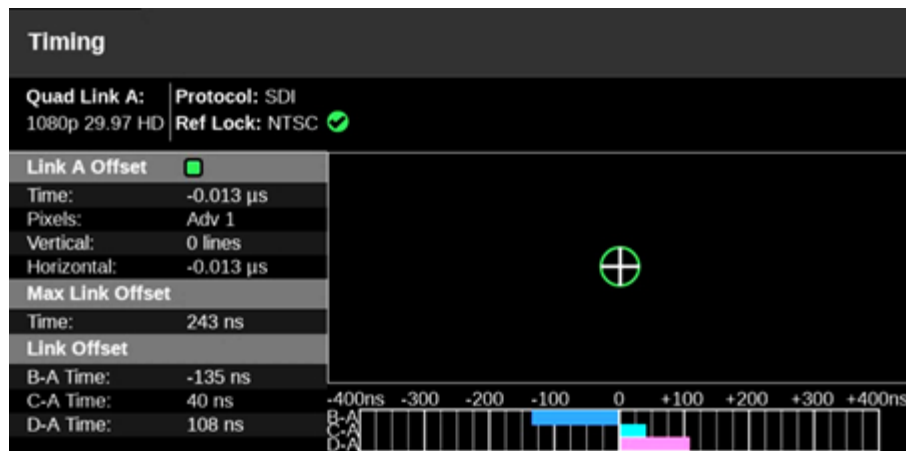 Timing
Quad Link A: Protocol: SDI
1080p 29.97 HD Ref Lock: NTSC
Link A Offset
Time: -0.013 µs
Pixels: Adv 1
Vertical: 0 lines
Horizontal: -0.013 µs
Max Link Offset
Time: 243 ns
Link Offset
B-A Time: -135 ns
C-A Time: 40 ns
D-A Time: 108 ns
-400ns -300 -200 -100 0 +100 +200 +300 +400ns
B-A
C-A
D-A